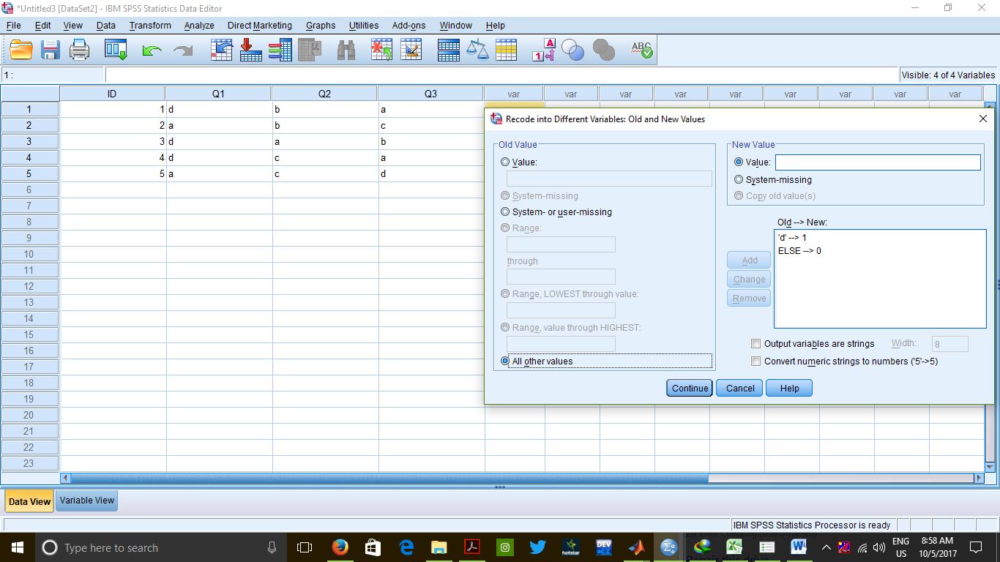 *Untitled3 [DataSet2] - IBM SPSS Statistics Data Editor
File Edit View Data Transform Analyze Direct Marketing Graphs Utilities Add-ons Window Help
1 A
ABC
1 : Visible: 4 of 4 Variables
ID Q1 Q2 Q3 var var var var var var var var var
1 1 d b a
2 2 a b c
3 3 d a b
4 4 d c a
5 5 a c d
6
7
8
9
10
11
12
13
14
15
16
17
18
19
20
21
22
23
Recode into Different Variables: Old and New Values
Old Value
Value:
System-missing
System- or user-missing
Range:
through
Range, LOWEST through value:
Range, value through HIGHEST:
All other values
New Value
Value:
System-missing
Copy old value(s)
Old --> New:
'd' --> 1
ELSE --> 0
Add
Change
Remove
Output variables are strings Width: 8
Convert numeric strings to numbers ('5'->5)
Continue Cancel Help
Data View Variable View
IBM SPSS Statistics Processor is ready
Type here to search
hotstar
DEV
ENG
US
8:58 AM
10/5/2017
Repair this drive